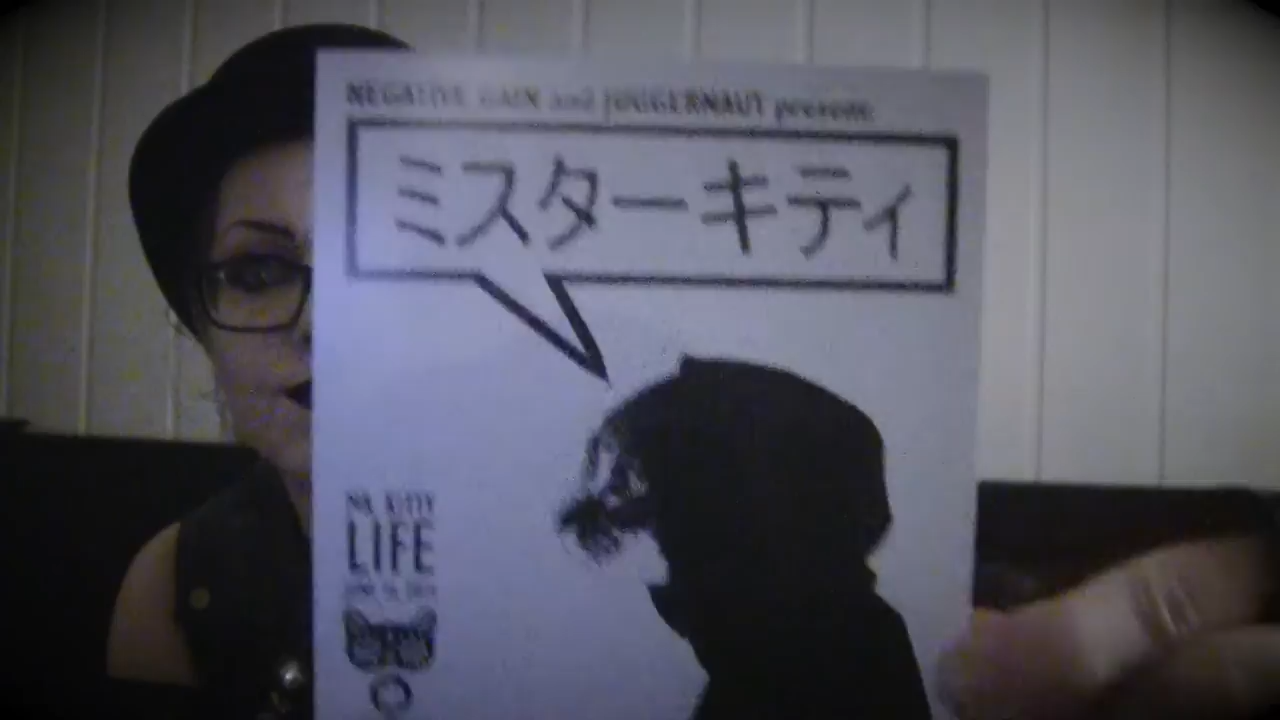 NEGATIVE GAIN and JUGGERNAUT present:
ミスターキティ
MR. KITTY
LIFE